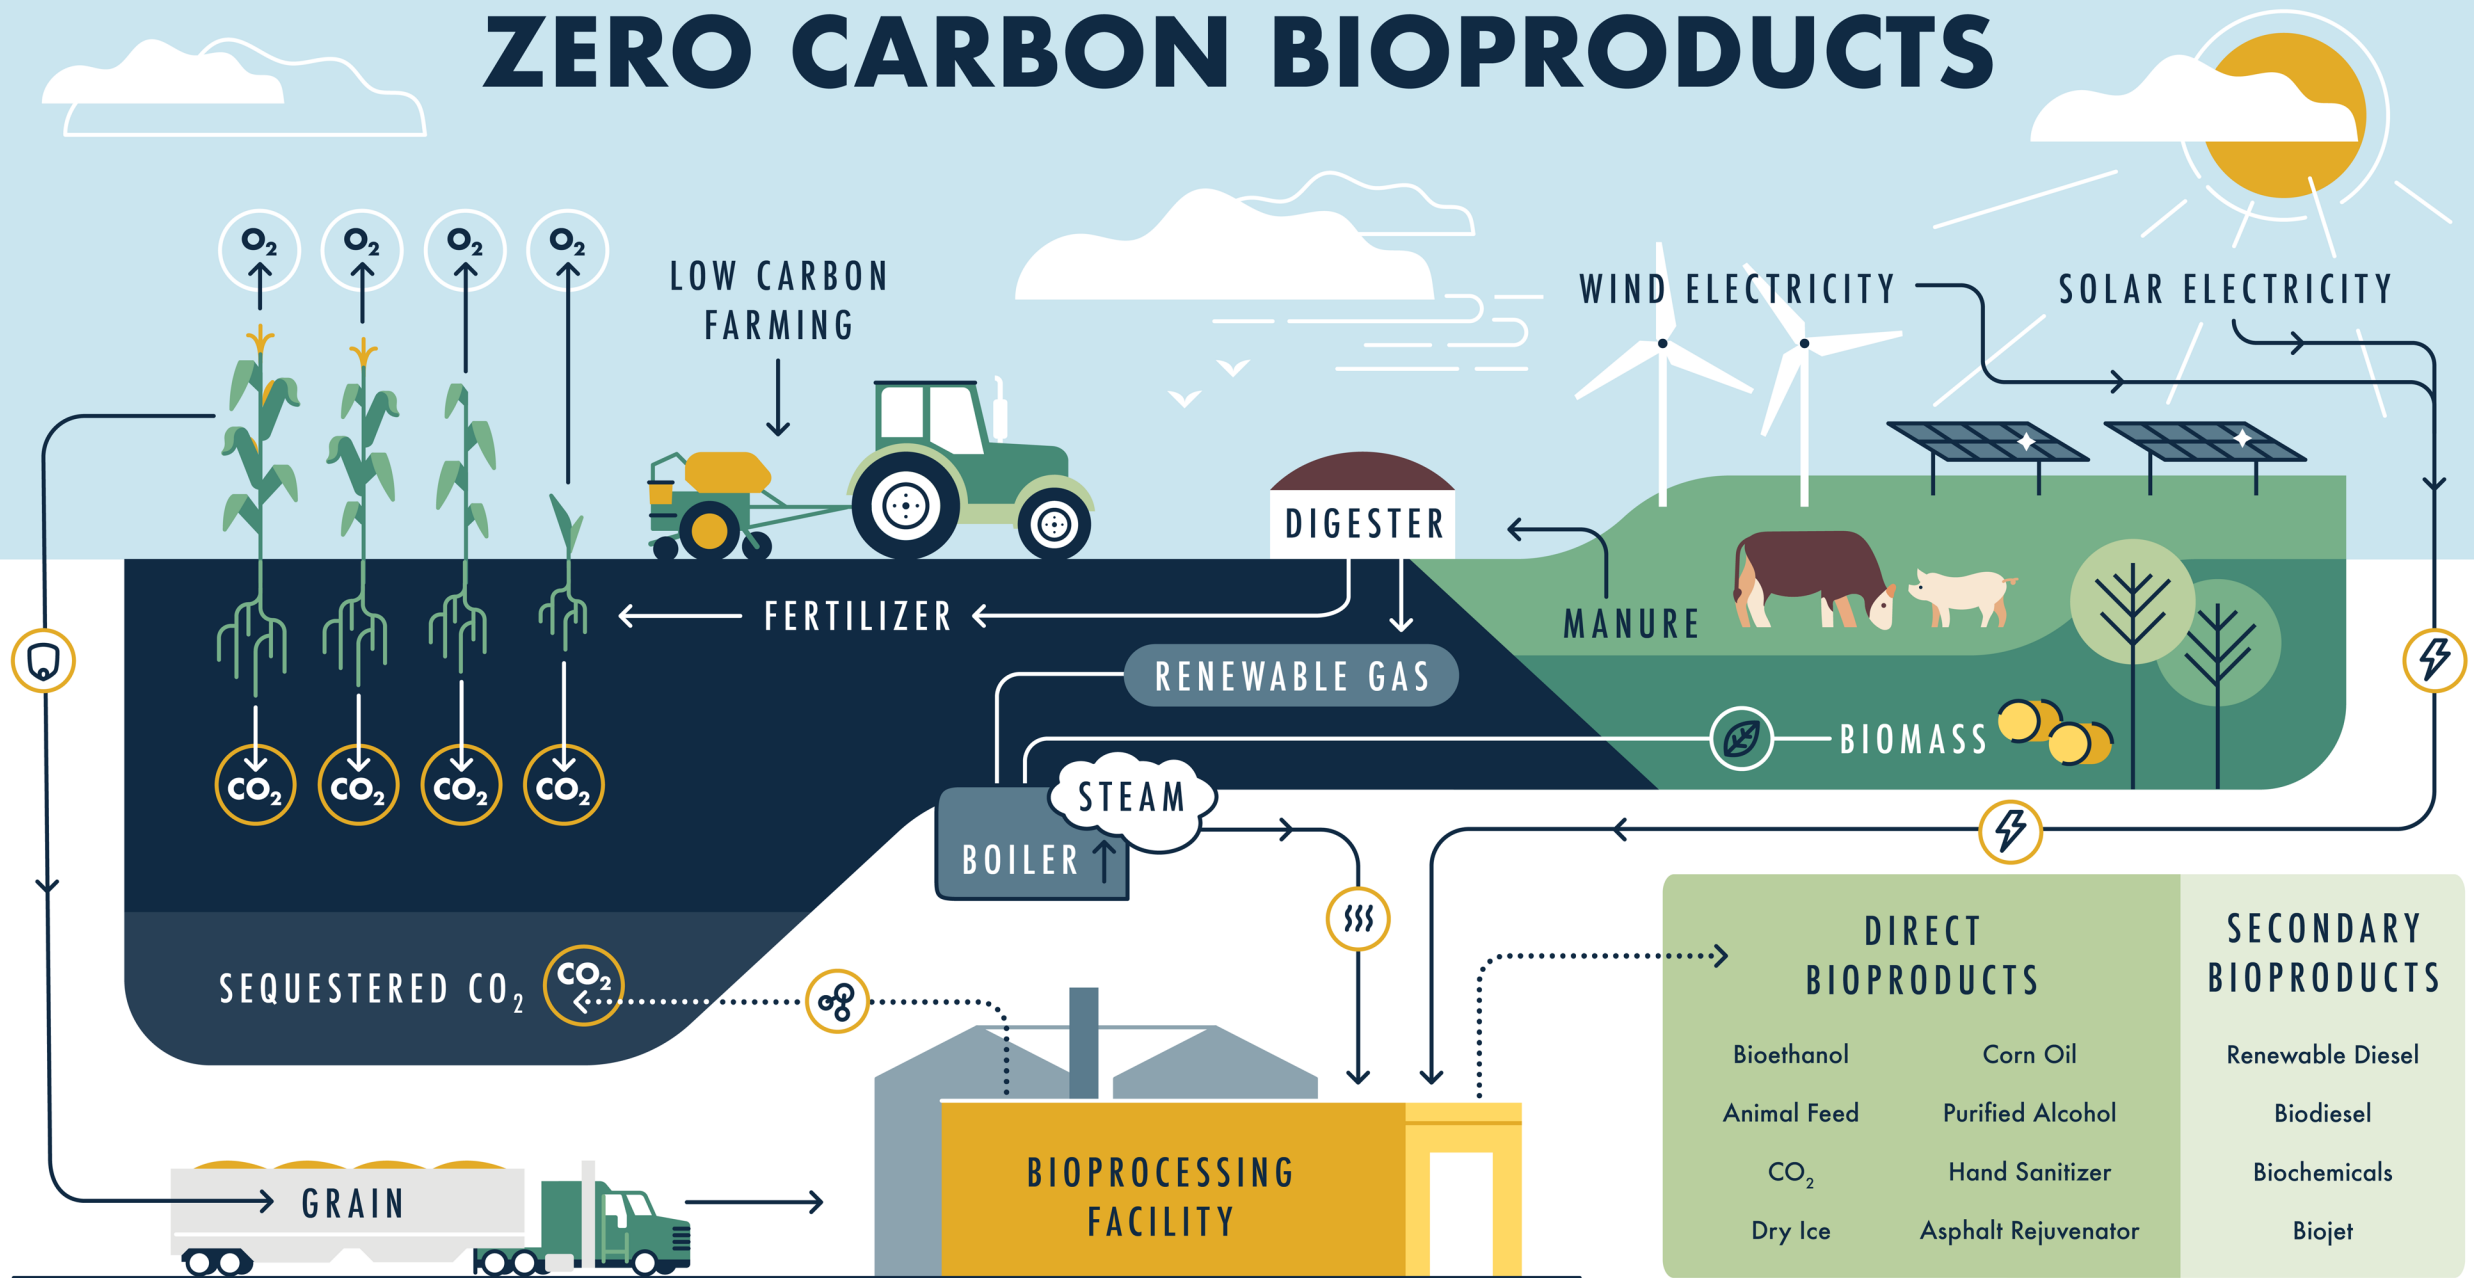 ZERO CARBON BIOPRODUCTS
O₂
O₂
O₂
O₂
LOW CARBON
FARMING
WIND ELECTRICITY
SOLAR ELECTRICITY
DIGESTER
FERTILIZER
MANURE
RENEWABLE GAS
BIOMASS
CO₂
CO₂
CO₂
CO₂
STEAM
BOILER
SEQUESTERED CO₂
CO₂
GRAIN
BIOPROCESSING
FACILITY
DIRECT
BIOPRODUCTS
Bioethanol
Corn Oil
Animal Feed
Purified Alcohol
CO₂
Hand Sanitizer
Dry Ice
Asphalt Rejuvenator
SECONDARY
BIOPRODUCTS
Renewable Diesel
Biodiesel
Biochemicals
Biojet